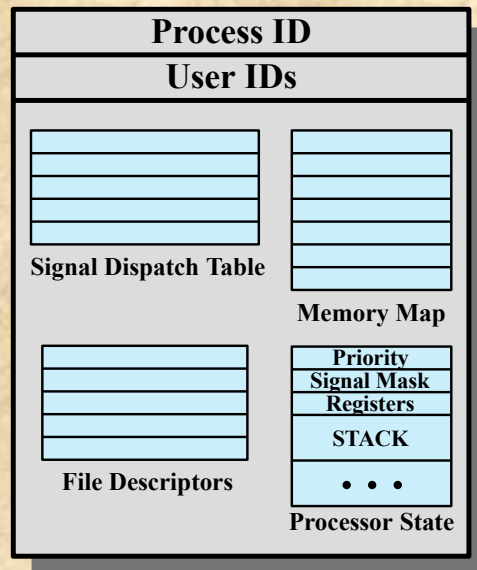 Process ID
User IDs
Signal Dispatch Table
Memory Map
File Descriptors
Priority
Signal Mask
Registers
STACK
• • •
Processor State